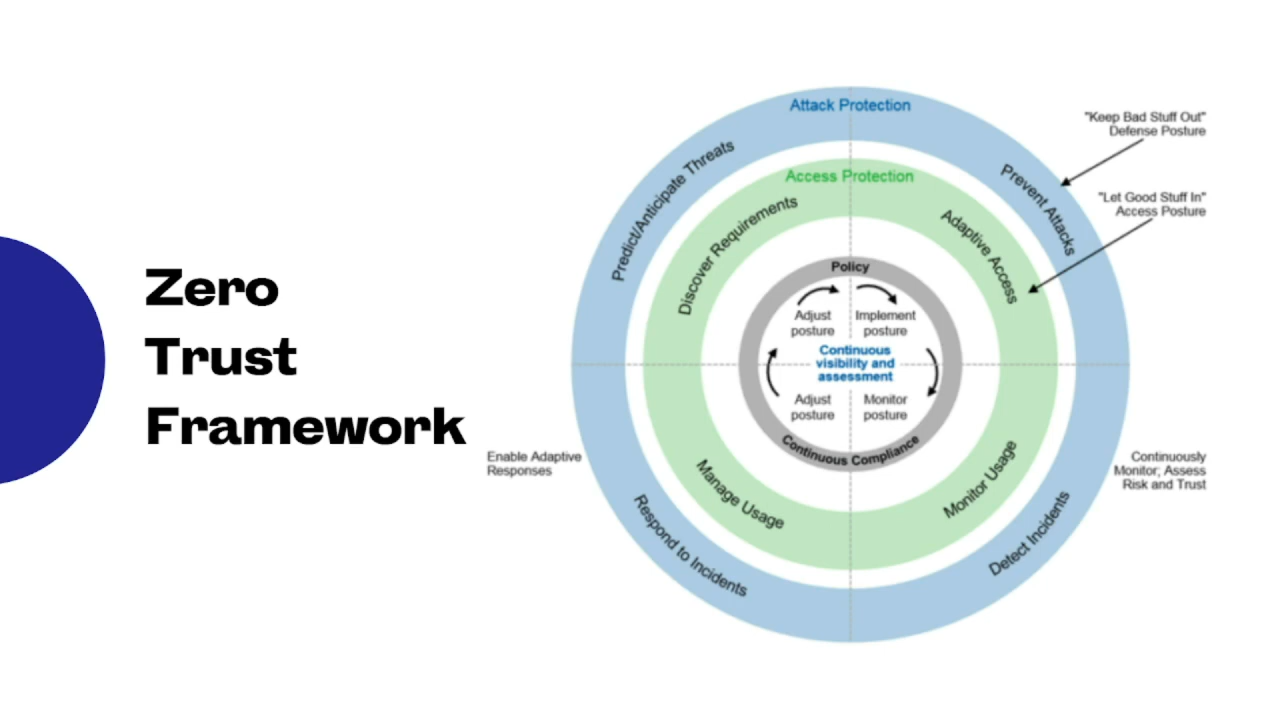 Zero
Trust
Framework
Attack Protection
Predict/Anticipate Threats
Prevent Attacks
"Keep Bad Stuff Out"
Defense Posture
Access Protection
Discover Requirements
Adaptive Access
"Let Good Stuff In"
Access Posture
Policy
Adjust
posture
Implement
posture
Continuous
visibility and
assessment
Adjust
posture
Monitor
posture
Continuous Compliance
Manage Usage
Monitor Usage
Enable Adaptive
Responses
Continuously
Monitor; Assess
Risk and Trust
Respond to Incidents
Detect Incidents